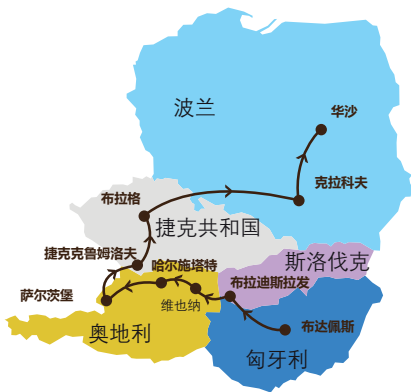 波兰
华沙
布拉格
克拉科夫
捷克共和国
捷克克鲁姆洛夫
哈尔施塔特
斯洛伐克
布拉迪斯拉发
萨尔茨堡
维也纳
奥地利
布达佩斯
匈牙利